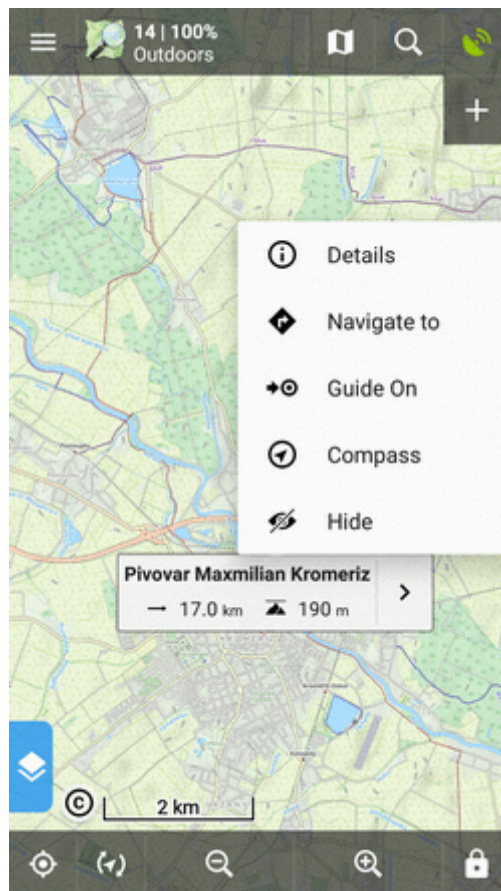 14 | 100%
Outdoors
Details
Navigate to
Guide On
Compass
Hide
Pivovar Maxmilian Kromeriz
17.0 km 190 m
©
2 km